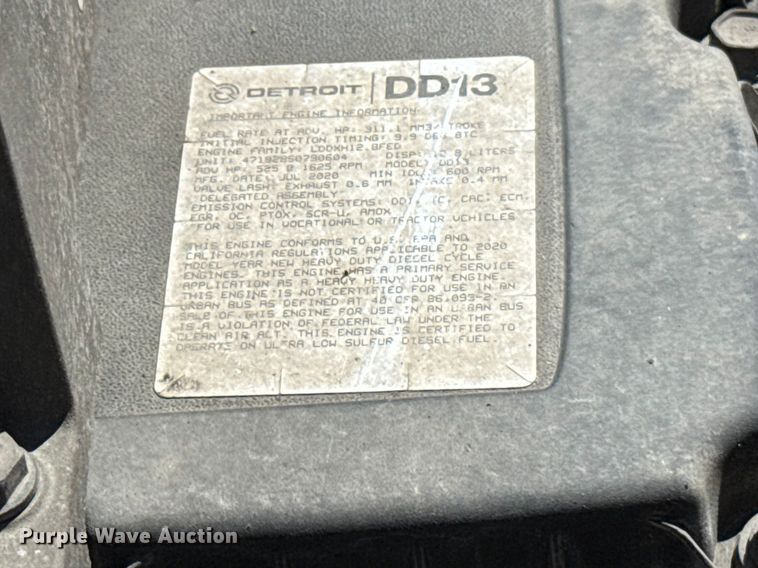 DETROIT | DD13
IMPORTANT ENGINE INFORMATION
FUEL RATE AT ADV. HP: 311.1 MM3/ TROKE
INITIAL INJECTION TIMING: 9.9 DEG BTC
ENGINE FAMILY: LDDXH12.8FED
UNIT: 471928S0790604 DISP: 8 LITERS
ADV HP: 525 @ 1625 RPM MODEL: DD13
MFG. DATE: JUL 2020 MIN IDLE: 600 RPM
VALVE LASH: EXHAUST 0.6 MM INTAKE 0.4 MM
DELEGATED ASSEMBLY
EMISSION CONTROL SYSTEMS: DDI, TC, CAC, ECM,
EGR, OC, PTOX, SCR-U, AMOX
FOR USE IN VOCATIONAL OR TRACTOR VEHICLES
THIS ENGINE CONFORMS TO U.S. EPA AND
CALIFORNIA REGULATIONS APPLICABLE TO 2020
MODEL YEAR NEW HEAVY DUTY DIESEL CYCLE
ENGINES. THIS ENGINE HAS A PRIMARY SERVICE
APPLICATION AS A HEAVY HEAVY DUTY ENGINE.
THIS ENGINE IS NOT CERTIFIED FOR USE IN AN
URBAN BUS AS DEFINED AT 40 CFR 86.093-2.
SALE OF THIS ENGINE FOR USE IN AN URBAN BUS
IS A VIOLATION OF FEDERAL LAW UNDER THE
CLEAN AIR ACT. THIS ENGINE IS CERTIFIED TO
OPERATE ON ULTRA LOW SULFUR DIESEL FUEL.
Purple Wave Auction